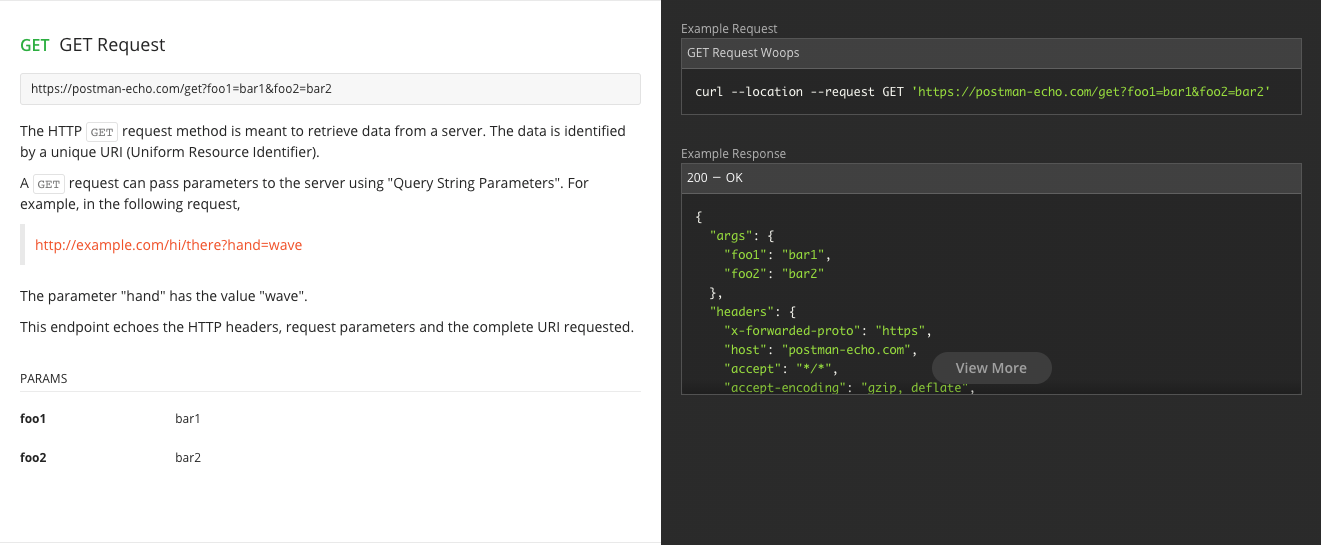 GET GET Request
https://postman-echo.com/get?foo1=bar1&foo2=bar2
The HTTP GET request method is meant to retrieve data from a server. The data is identified
by a unique URI (Uniform Resource Identifier).
A GET request can pass parameters to the server using "Query String Parameters". For
example, in the following request,
http://example.com/hi/there?hand=wave
The parameter "hand" has the value "wave".
This endpoint echoes the HTTP headers, request parameters and the complete URI requested.
PARAMS
foo1 bar1
foo2 bar2
Example Request
GET Request Woops
curl --location --request GET 'https://postman-echo.com/get?foo1=bar1&foo2=bar2'
Example Response
200 — OK
{
  "args": {
    "foo1": "bar1",
    "foo2": "bar2"
  },
  "headers": {
    "x-forwarded-proto": "https",
    "host": "postman-echo.com",
    "accept": "*/*",
View More
    "accept-encoding": "gzip, deflate",